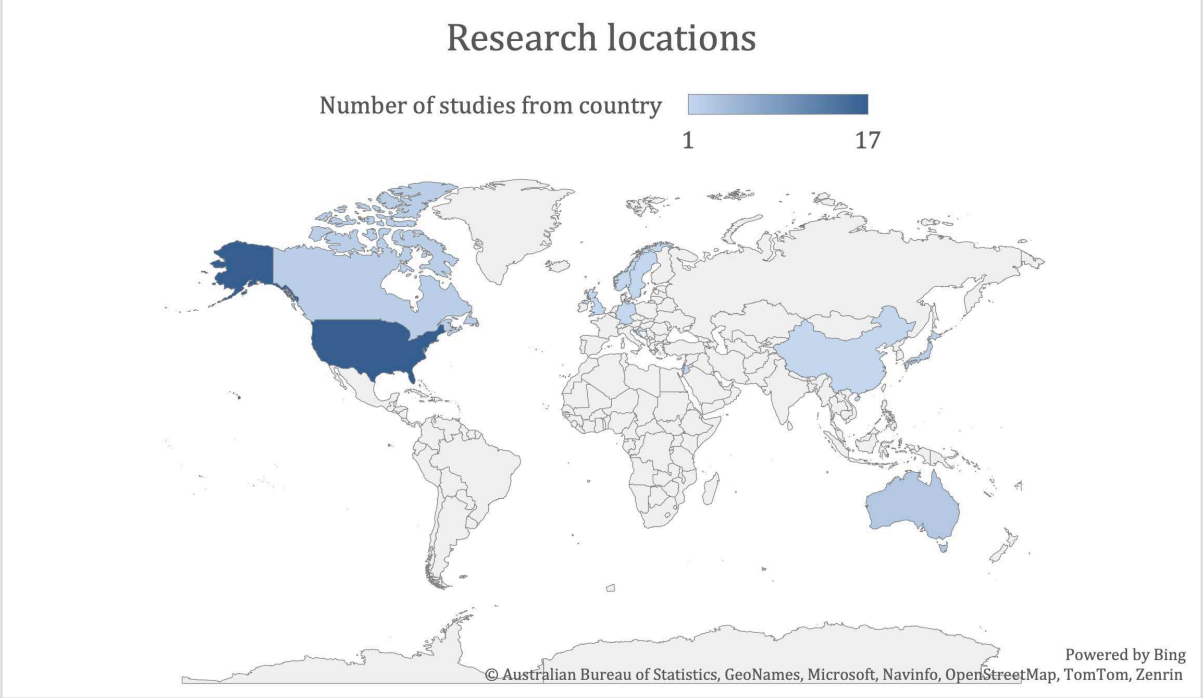 Research locations
Number of studies from country
1 17
Powered by Bing
© Australian Bureau of Statistics, GeoNames, Microsoft, Navinfo, OpenStreetMap, TomTom, Zenrin